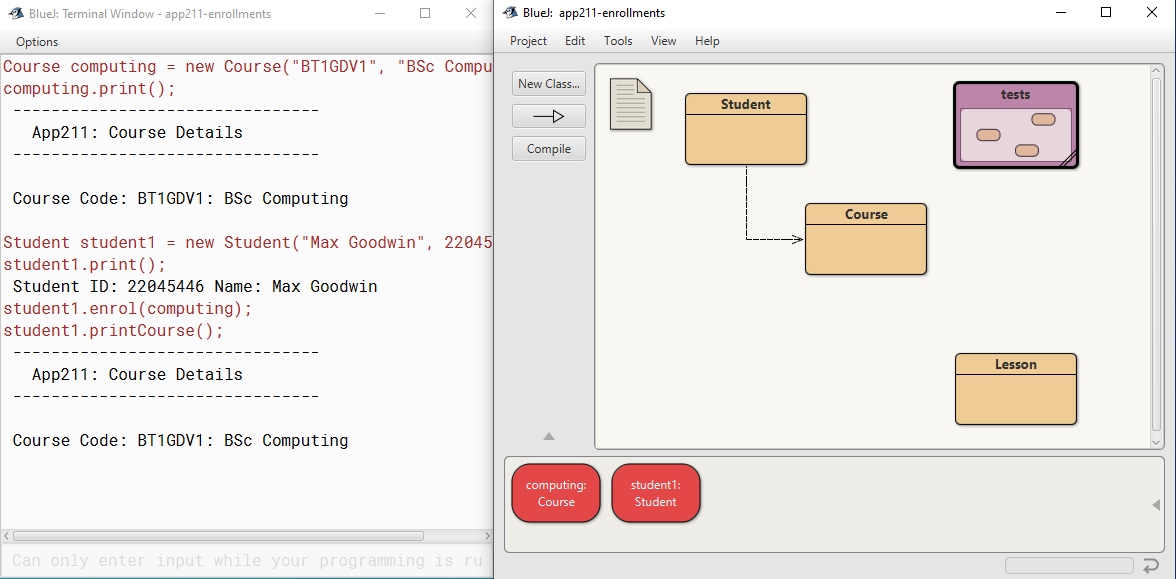 BlueJ: Terminal Window - app211-enrollments
Options
Course computing = new Course("BT1GDV1", "BSc Compu
computing.print();
--------------------------------
App211: Course Details
--------------------------------
Course Code: BT1GDV1: BSc Computing
Student student1 = new Student("Max Goodwin", 22045
student1.print();
Student ID: 22045446 Name: Max Goodwin
student1.enrol(computing);
student1.printCourse();
--------------------------------
App211: Course Details
--------------------------------
Course Code: BT1GDV1: BSc Computing
Can only enter input while your programming is ru
BlueJ: app211-enrollments
Project Edit Tools View Help
New Class...
Compile
Student
tests
Course
Lesson
computing:
Course
student1:
Student